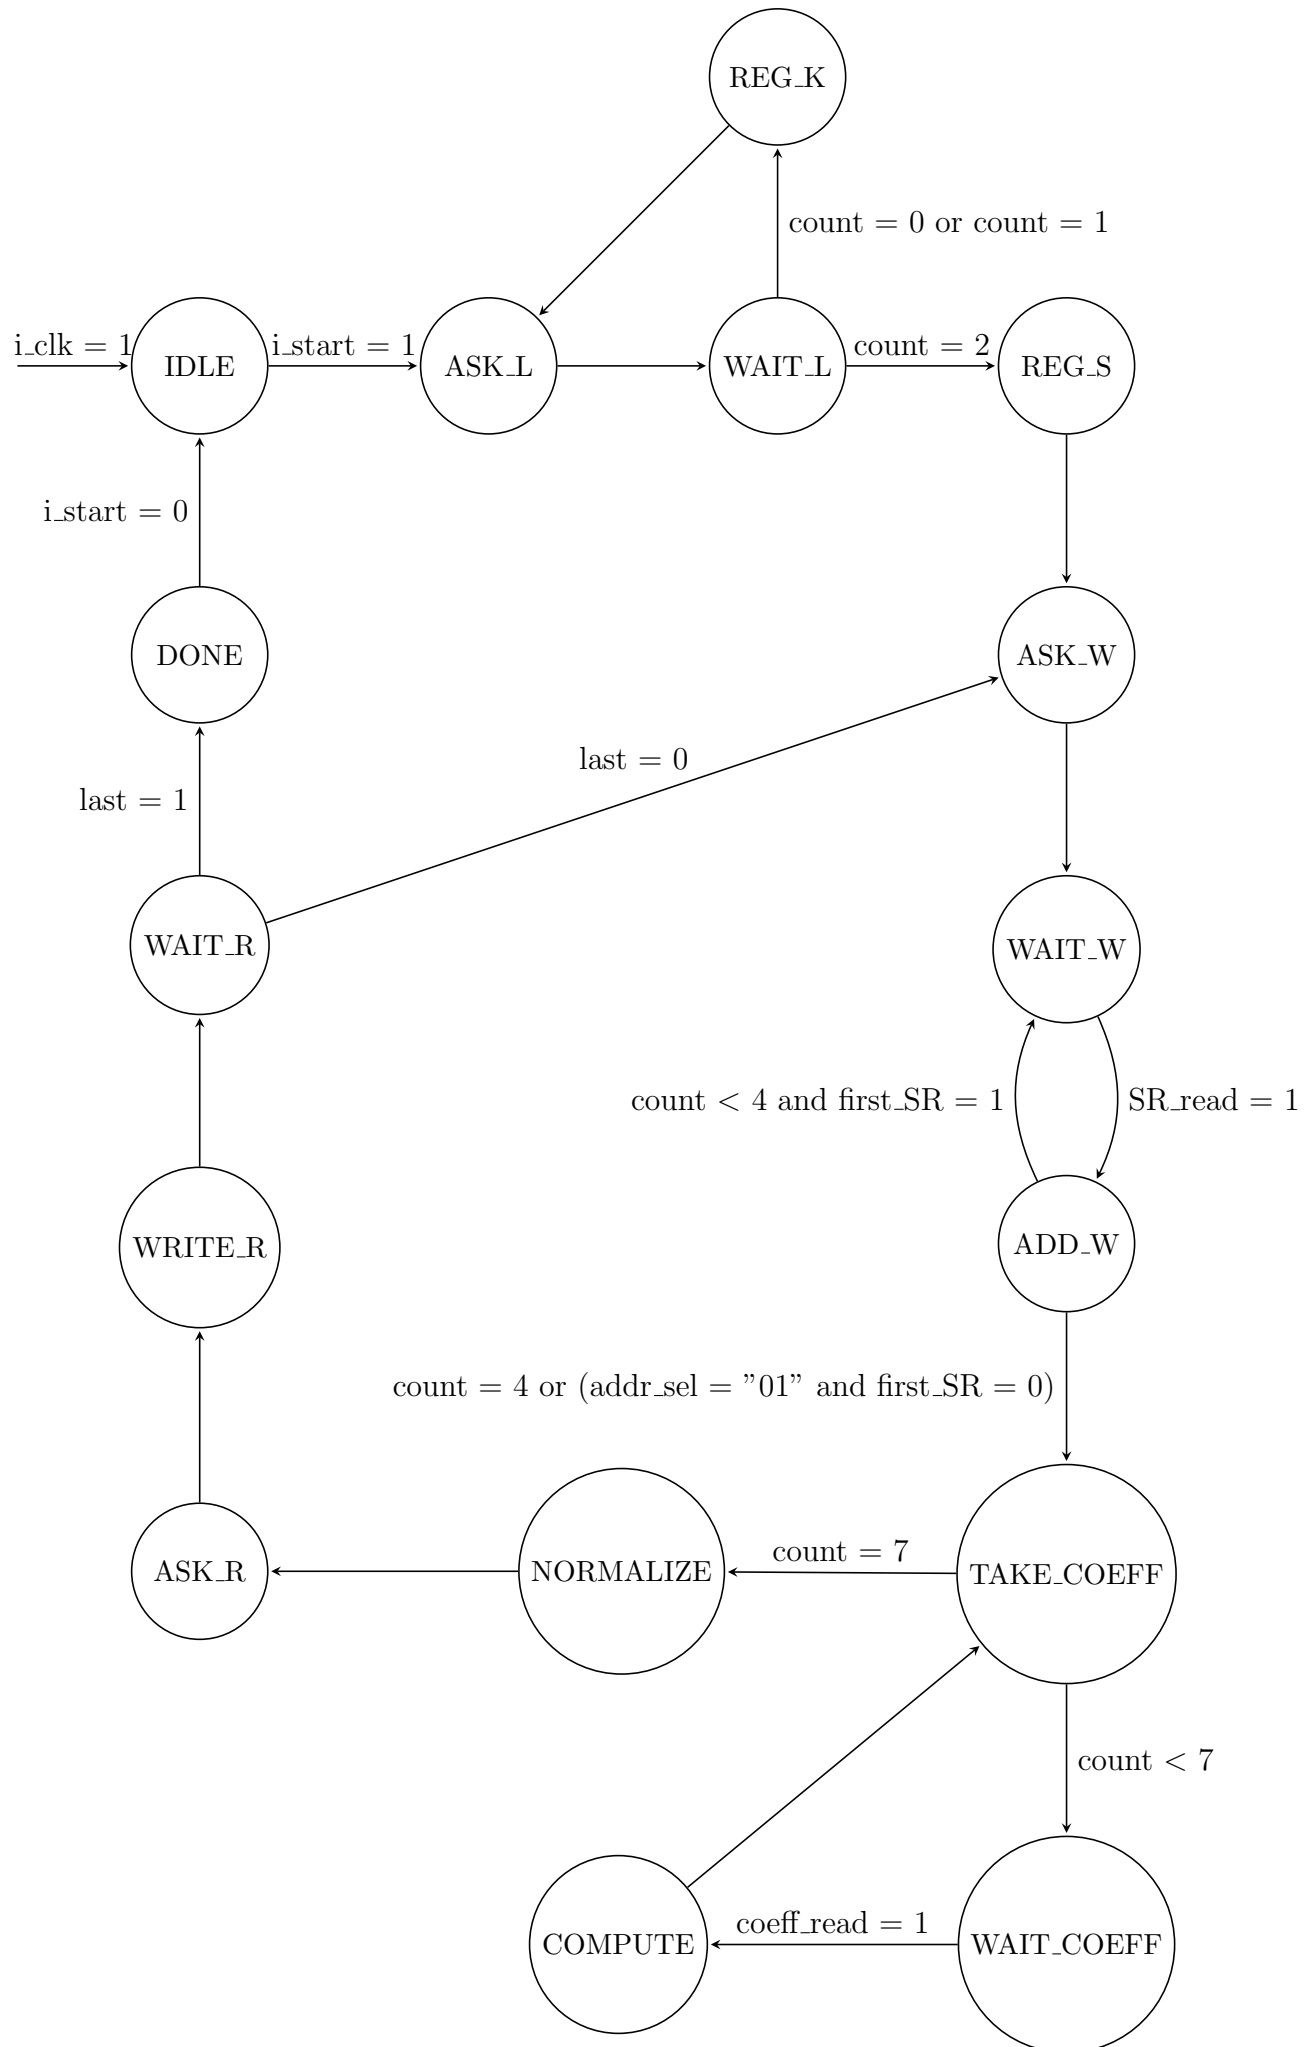 REG_K
count = 0 or count = 1
i_clk = 1
IDLE
i_start = 1
ASK_L
WAIT_L
count = 2
REG_S
i_start = 0
DONE
ASK_W
last = 0
last = 1
WAIT_R
WAIT_W
count < 4 and first_SR = 1
SR_read = 1
WRITE_R
ADD_W
count = 4 or (addr_sel = ”01” and first_SR = 0)
ASK_R
NORMALIZE
count = 7
TAKE_COEFF
count < 7
COMPUTE
coeff_read = 1
WAIT_COEFF